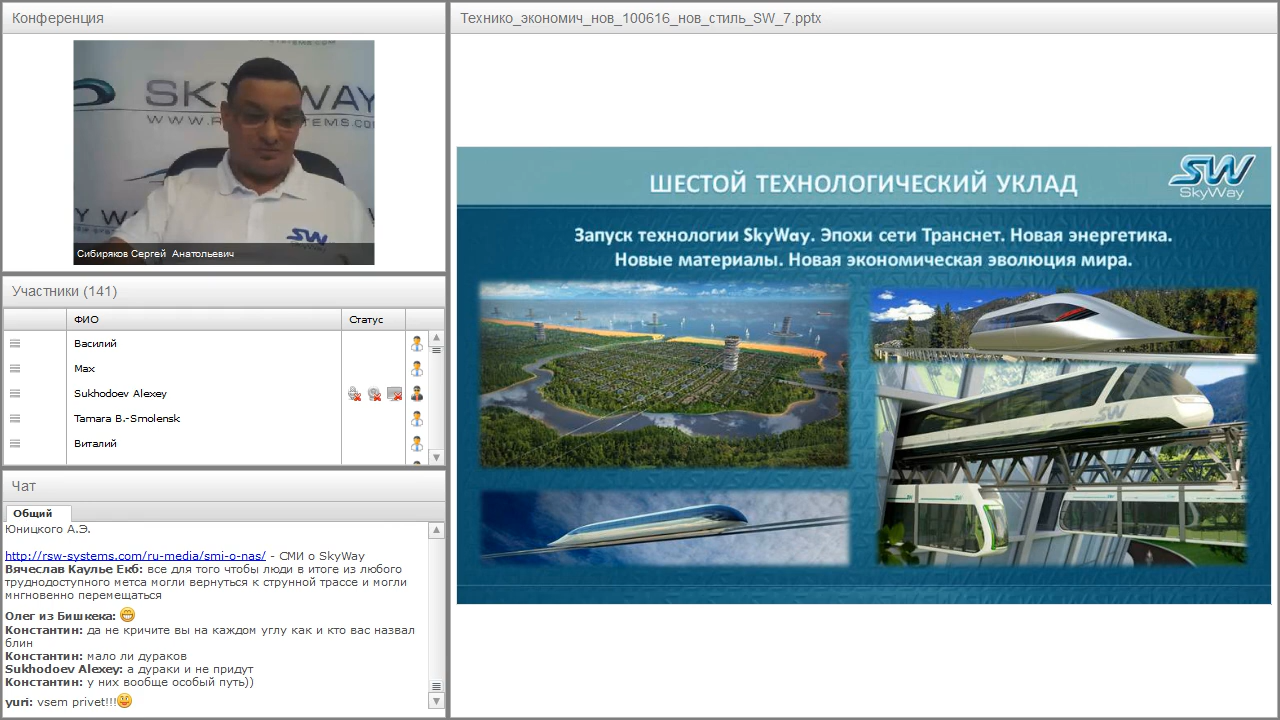 Конференция
SKYWAY
Сибиряков Сергей Анатольевич
Участники (141)
ФИО
Статус
Василий
Max
Sukhodoev Alexey
Tamara B.-Smolensk
Виталий
Чат
Общий
Юницкого А.Э.
http://rsw-systems.com/ru-media/smi-o-nas/ - СМИ о SkyWay
Вячеслав Каулье Екб: все для того чтобы люди в итоге из любого
труднодоступного метса могли вернуться к струнной трассе и могли
мнгновенно перемещаться
Олег из Бишкека:
Константин: да не кричите вы на каждом углу как и кто вас назвал
блин
Константин: мало ли дураков
Sukhodoev Alexey: а дураки и не придут
Константин: у них вообще особый путь))
yuri: vsem privet!!!
Технико_экономич_нов_100616_нов_стиль_SW_7.pptx
ШЕСТОЙ ТЕХНОЛОГИЧЕСКИЙ УКЛАД
SW
SkyWay
Запуск технологии SkyWay. Эпохи сети Транснет. Новая энергетика.
Новые материалы. Новая экономическая эволюция мира.
SW